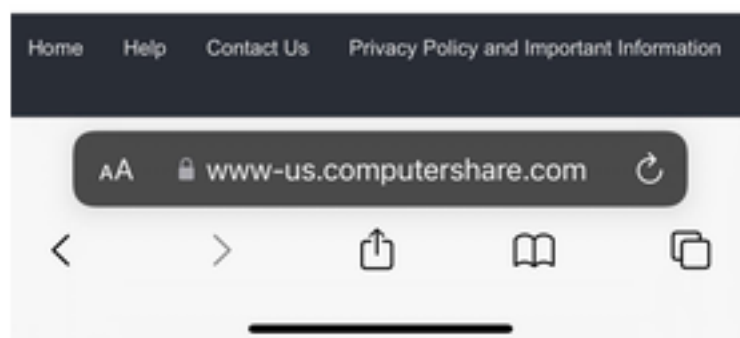 Home Help Contact Us Privacy Policy and Important Information
AA www-us.computershare.com